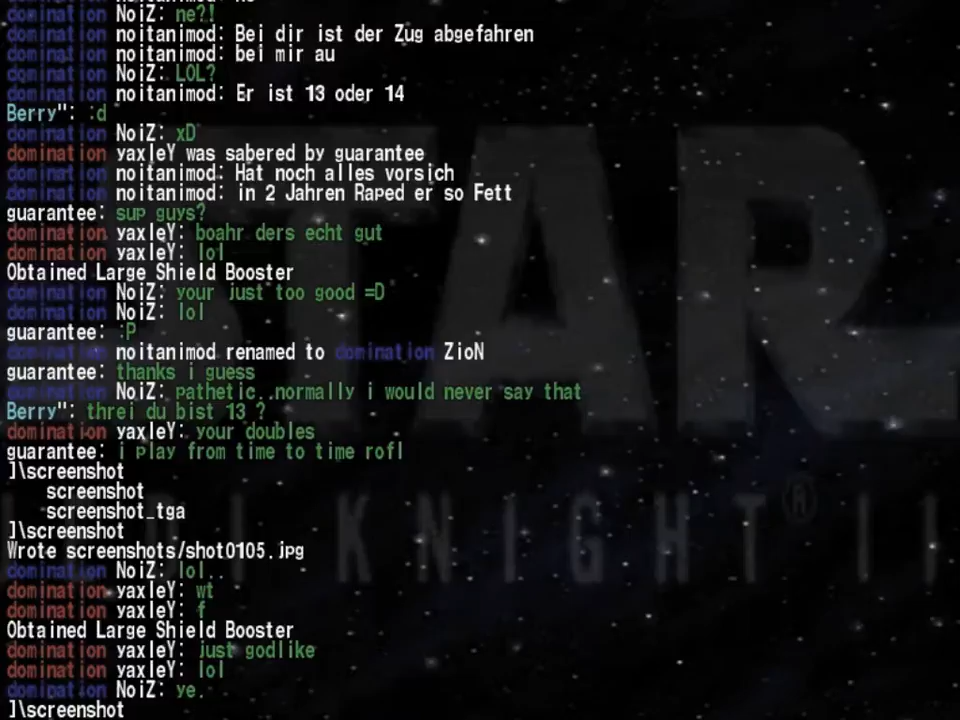 domination NoiZ: ne?!
domination noitanimod: Bei dir ist der Zug abgefahren
domination noitanimod: bei mir au
domination NoiZ: LOL?
domination noitanimod: Er ist 13 oder 14
Berry": :d
domination NoiZ: xD
domination yaxleY was sabered by guarantee
domination noitanimod: Hat noch alles vorsich
domination noitanimod: in 2 Jahren Raped er so Fett
guarantee: sup guys?
domination yaxleY: boahr ders echt gut
domination yaxleY: lol
Obtained Large Shield Booster
domination NoiZ: your just too good =D
domination NoiZ: lol
guarantee: :P
domination noitanimod renamed to domination ZioN
guarantee: thanks i guess
domination NoiZ: pathetic..normally i would never say that
Berry": threi du bist 13 ?
domination yaxleY: your doubles
guarantee: i play from time to time rofl
]\screenshot
screenshot
screenshot_tga
]\screenshot
Wrote screenshots/shot0105.jpg
domination NoiZ: lol..
domination yaxleY: wt
domination yaxleY: f
Obtained Large Shield Booster
domination yaxleY: just godlike
domination yaxleY: lol
domination NoiZ: ye.
]\screenshot
STAR
KNIGHT II